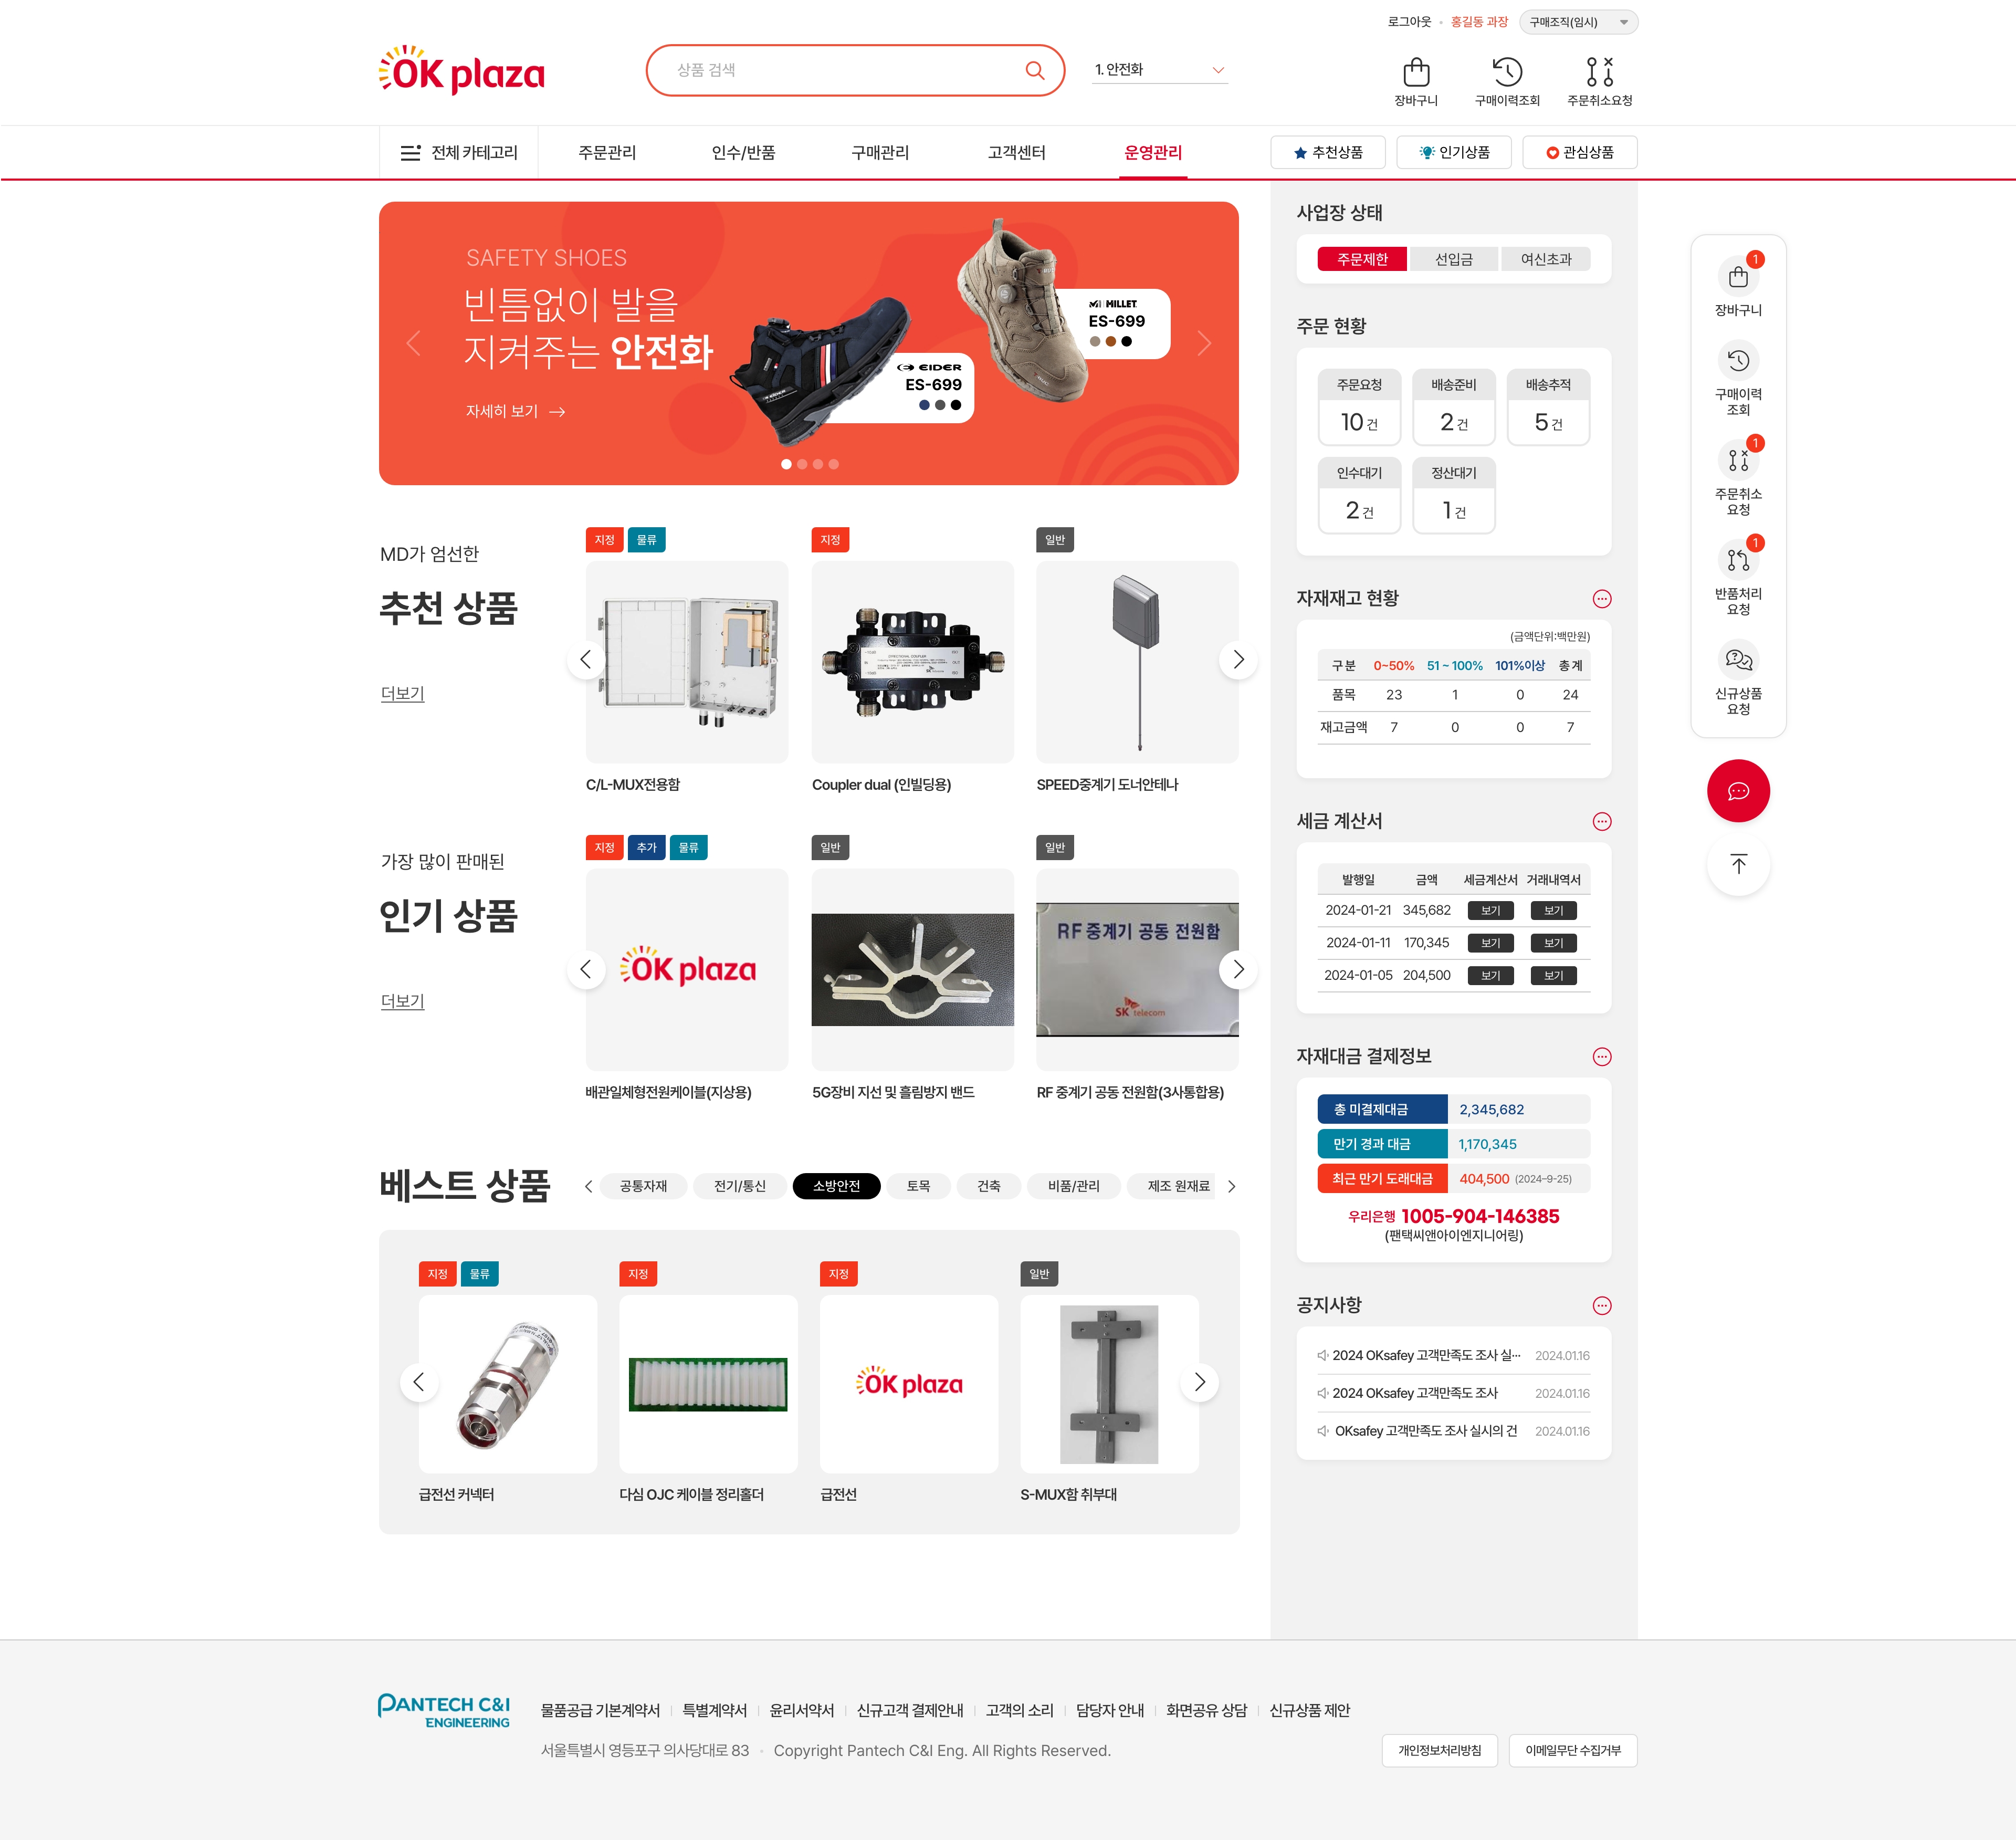 로그아웃 홍길동 과장 구매조직(임시)
OK plaza
상품 검색
1. 안전화
장바구니 구매이력조회 주문취소요청
전체 카테고리 주문관리 인수/반품 구매관리 고객센터 운영관리
추천상품 인기상품 관심상품
SAFETY SHOES
빈틈없이 발을
지켜주는 안전화
자세히 보기
EIDER
ES-699
MILLET
ES-699
MD가 엄선한
추천 상품
더보기
지정 물류
C/L-MUX전용함
지정
DIRECTIONAL COUPLER
Coupler dual (인빌딩용)
일반
SPEED중계기 도너안테나
가장 많이 판매된
인기 상품
더보기
지정 추가 물류
OK plaza
배관일체형전원케이블(지상용)
일반
5G장비 지선 및 흘림방지 밴드
일반
RF 중계기 공동 전원함
SK telecom
RF 중계기 공동 전원함(3사통합용)
베스트 상품
공통자재 전기/통신 소방안전 토목 건축 비품/관리 제조 원재료
지정 물류
급전선 커넥터
지정
다심 OJC 케이블 정리홀더
지정
OK plaza
급전선
일반
S-MUX함 취부대
사업장 상태
주문제한 선입금 여신초과
주문 현황
주문요청 배송준비 배송추적
10 건 2 건 5 건
인수대기 정산대기
2 건 1 건
자재재고 현황
(금액단위:백만원)
구 분 0~50% 51 ~ 100% 101%이상 총 계
품목 23 1 0 24
재고금액 7 0 0 7
세금 계산서
발행일 금액 세금계산서 거래내역서
2024-01-21 345,682 보기 보기
2024-01-11 170,345 보기 보기
2024-01-05 204,500 보기 보기
자재대금 결제정보
총 미결제대금 2,345,682
만기 경과 대금 1,170,345
최근 만기 도래대금 404,500 (2024-9-25)
우리은행 1005-904-146385
(팬택씨앤아이엔지니어링)
공지사항
2024 OKsafey 고객만족도 조사 실··· 2024.01.16
2024 OKsafey 고객만족도 조사 2024.01.16
OKsafey 고객만족도 조사 실시의 건 2024.01.16
1
장바구니
구매이력
조회
1
주문취소
요청
1
반품처리
요청
신규상품
요청
PANTECH C&I
ENGINEERING
물품공급 기본계약서 특별계약서 윤리서약서 신규고객 결제안내 고객의 소리 담당자 안내 화면공유 상담 신규상품 제안
서울특별시 영등포구 의사당대로 83 Copyright Pantech C&I Eng. All Rights Reserved.
개인정보처리방침 이메일무단 수집거부